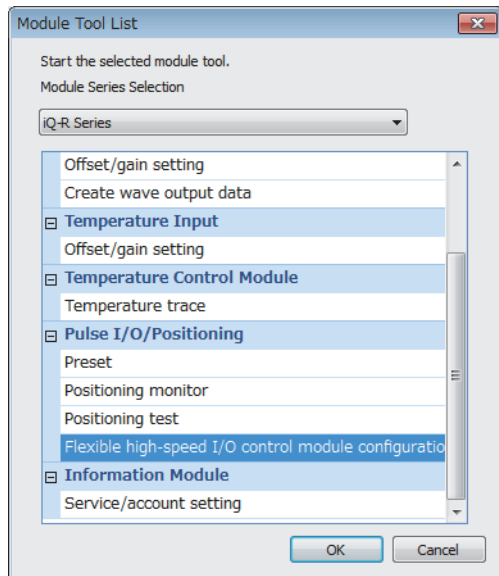 Module Tool List
Start the selected module tool.
Module Series Selection
iQ-R Series
Offset/gain setting
Create wave output data
Temperature Input
Offset/gain setting
Temperature Control Module
Temperature trace
Pulse I/O/Positioning
Preset
Positioning monitor
Positioning test
Flexible high-speed I/O control module configuratio
Information Module
Service/account setting
OK Cancel